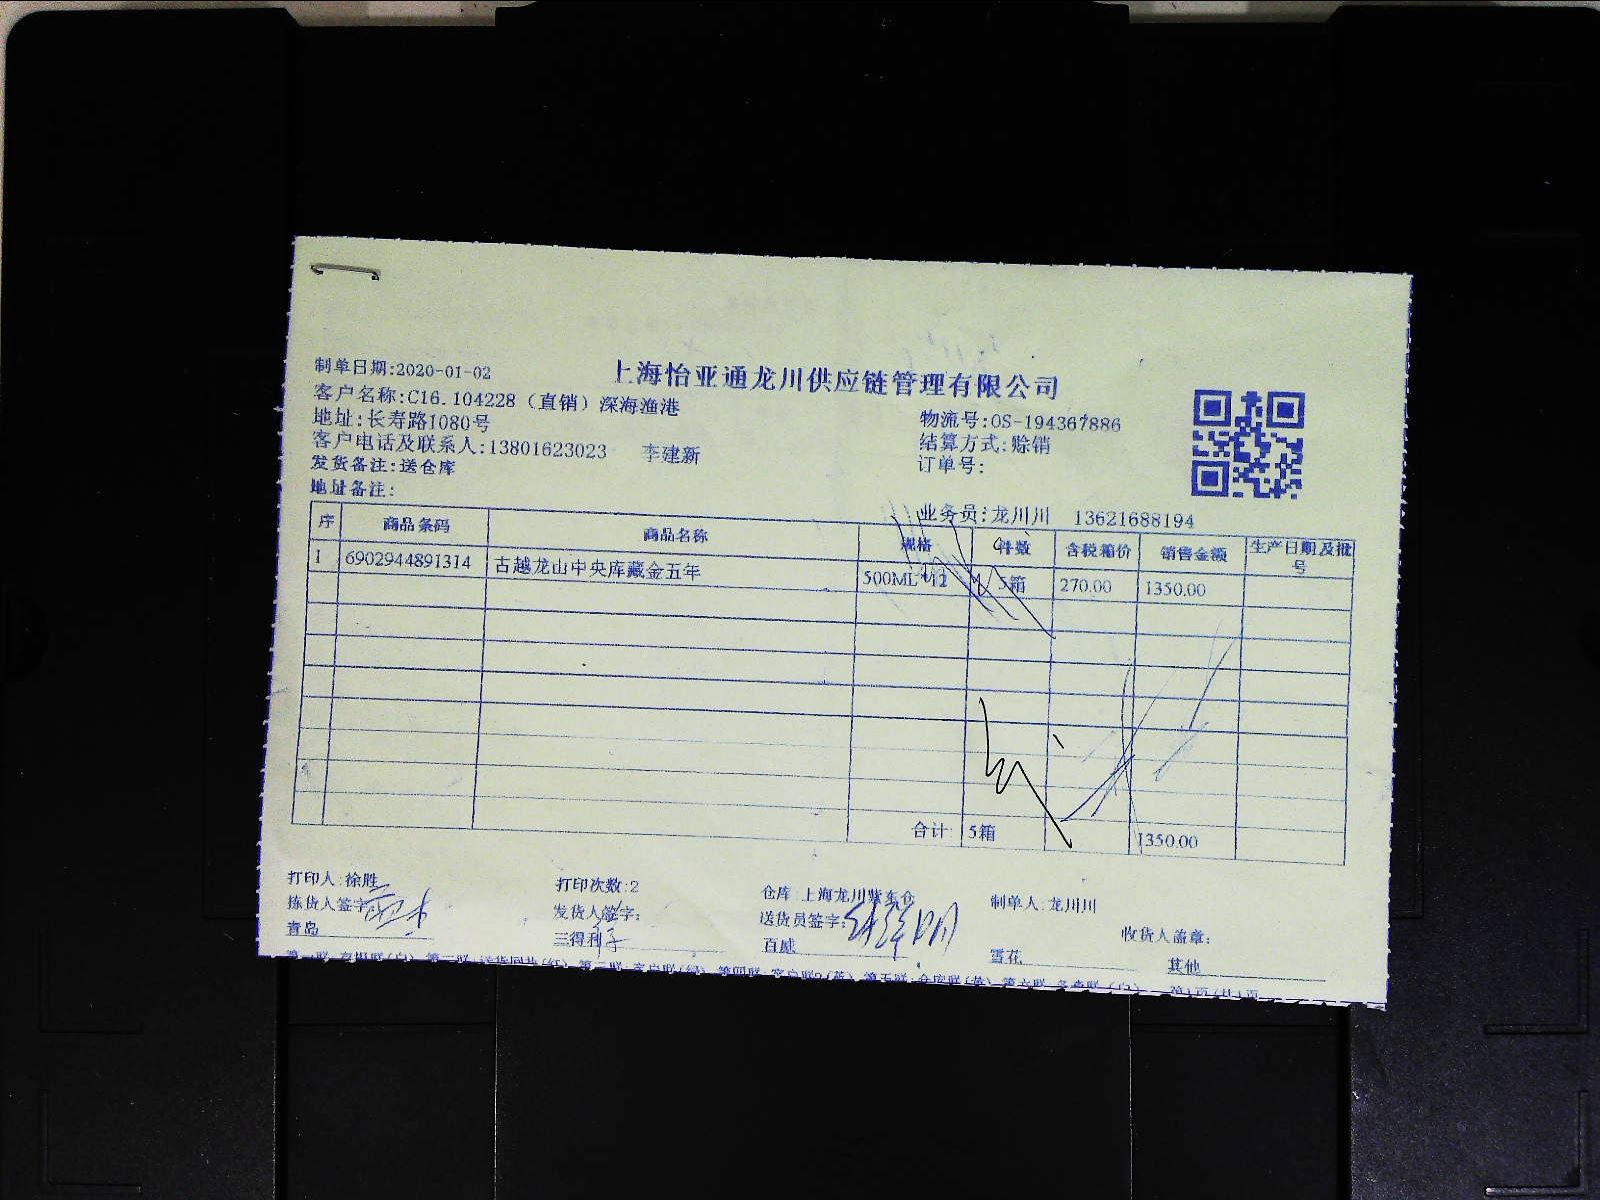 制单日期:2020-01-02
上海怡亚通龙川供应链管理有限公司
客户名称:C16.104228（直销）深海渔港
地址:长寿路1080号
物流号:OS-194367886
客户电话及联系人:13801623023 李建新
结算方式:赊销
发货备注:送仓库
订单号:
地址备注:
业务员:龙川川 13621688194
序 商品条码 商品名称 规格 件数 含税箱价 销售金额 生产日期及批号
1 6902944891314 古越龙山中央库藏金五年 500ML*12 5箱 270.00 1350.00
合计 5箱 1350.00
打印人:徐胜 打印次数:2 仓库:上海龙川紫东仓 制单人:龙川川
拣货人签字: 发货人签字: 送货员签字: 收货人盖章:
青岛 三得利 百威 雪花 其他